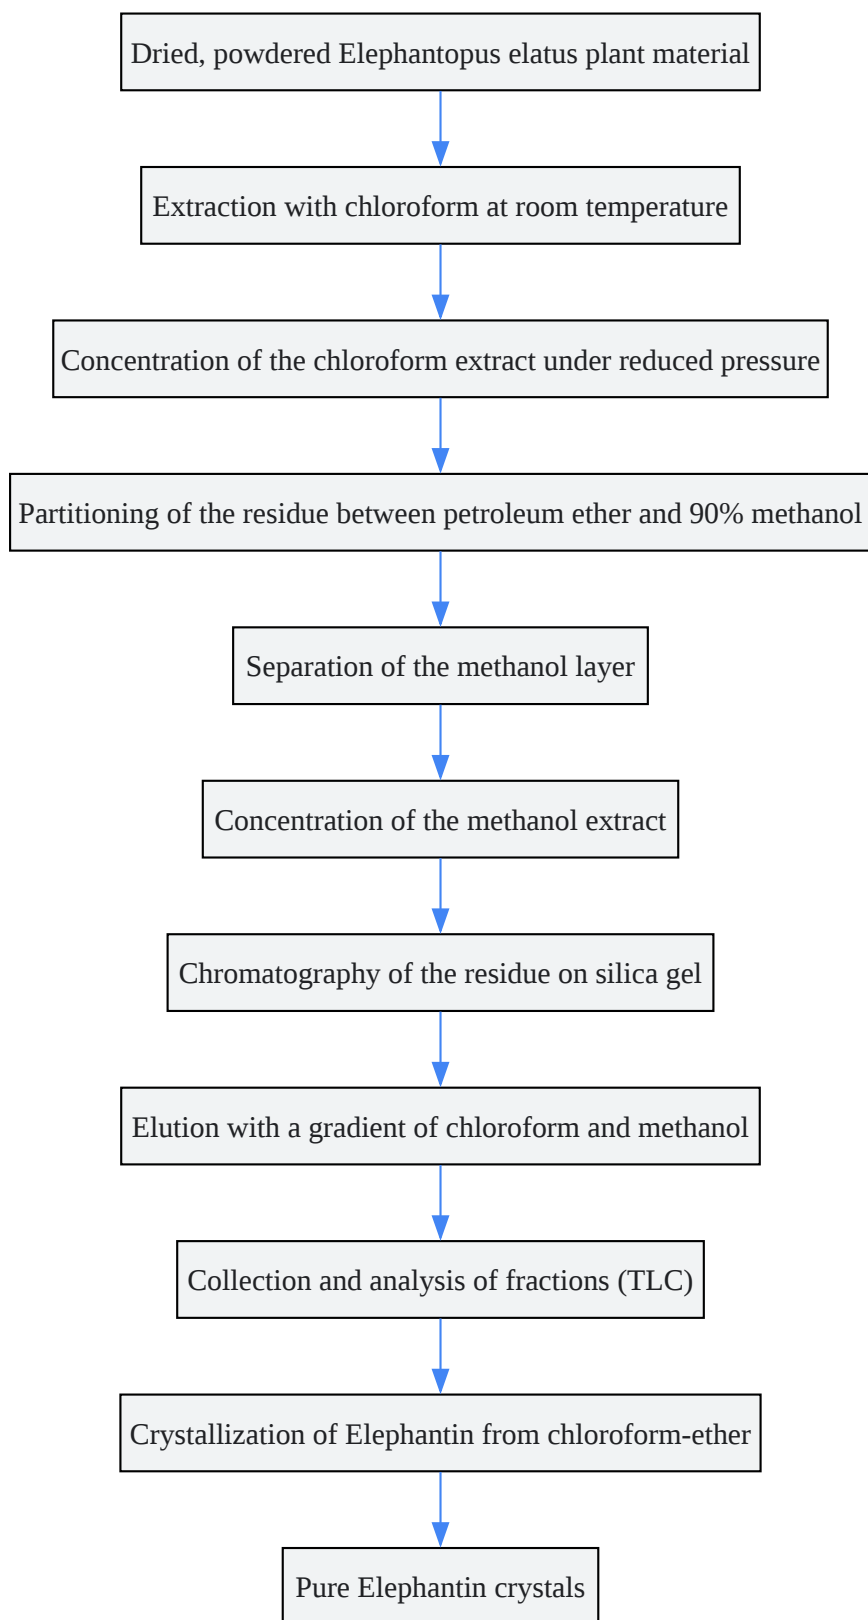 Dried, powdered Elephantopus elatus plant material
Extraction with chloroform at room temperature
Concentration of the chloroform extract under reduced pressure
Partitioning of the residue between petroleum ether and 90% methanol
Separation of the methanol layer
Concentration of the methanol extract
Chromatography of the residue on silica gel
Elution with a gradient of chloroform and methanol
Collection and analysis of fractions (TLC)
Crystallization of Elephantin from chloroform-ether
Pure Elephantin crystals